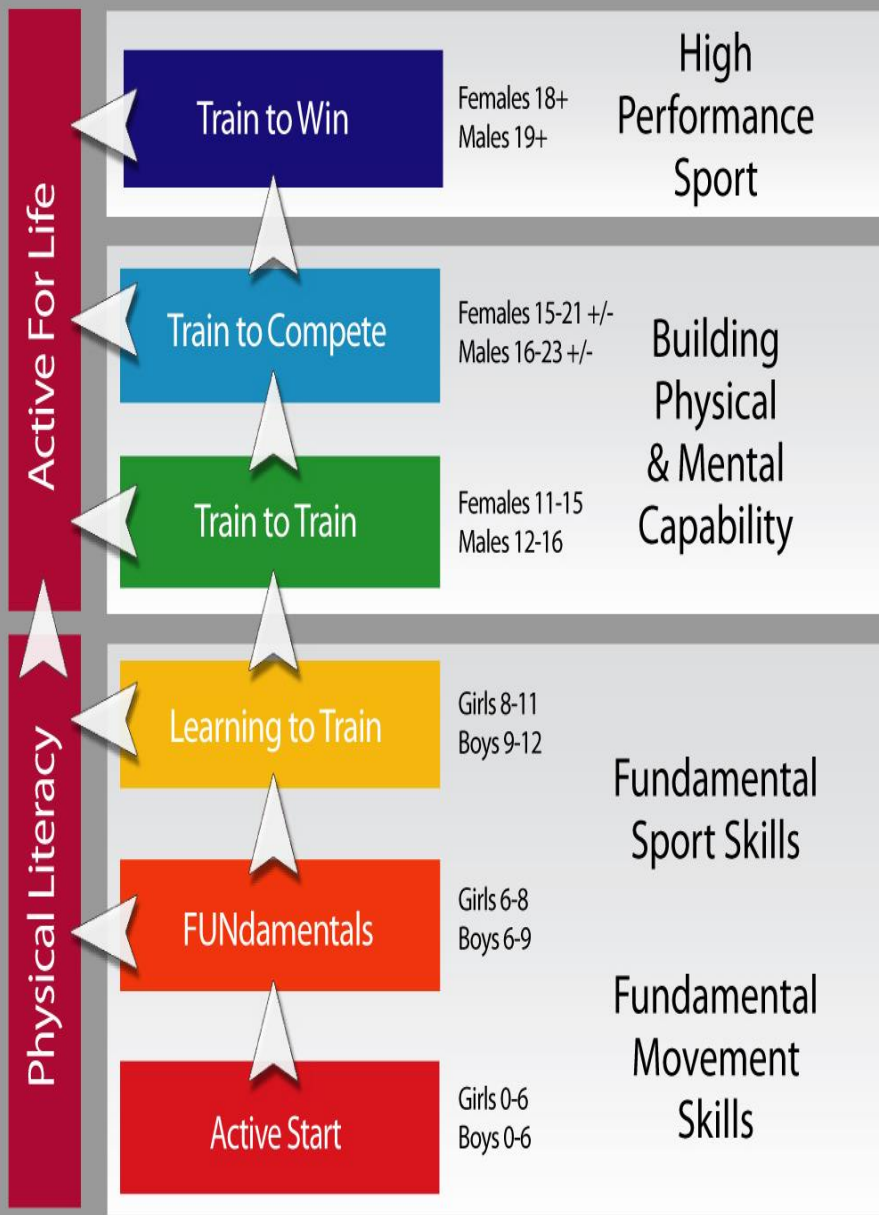 Active For Life
Train to Win
Females 18+
Males 19+
High
Performance
Sport
Train to Compete
Females 15-21 +/-
Males 16-23 +/-
Train to Train
Females 11-15
Males 12-16
Building
Physical
& Mental
Capability
Physical Literacy
Learning to Train
Girls 8-11
Boys 9-12
Fundamental
Sport Skills
FUNdamentals
Girls 6-8
Boys 6-9
Fundamental
Movement
Skills
Active Start
Girls 0-6
Boys 0-6